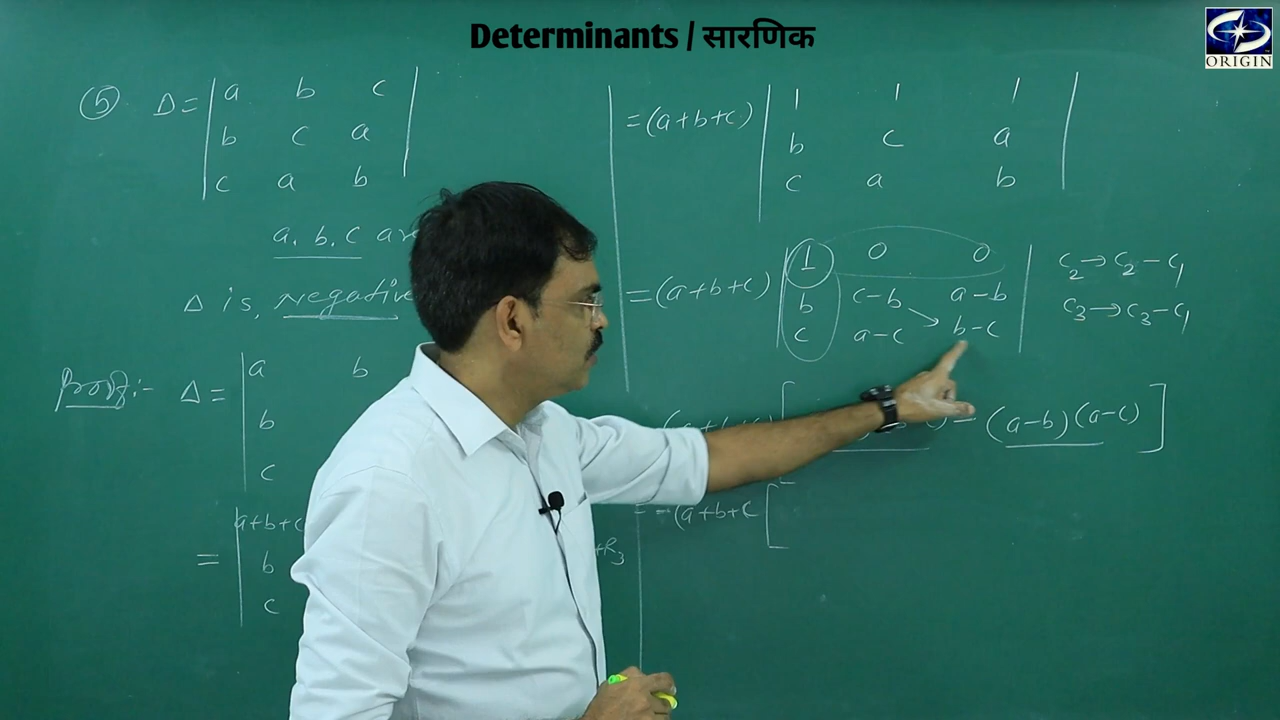 Determinants / सारणिक
ORIGIN
⑤ Δ = | a b c |
| b c a |
| c a b |
a, b, c
Δ is, negative
Proof:- Δ = | a b
| b
| c
= | a+b+c
| b
| c
+R₃
= (a+b+c) | 1 1 1 |
| b c a |
| c a b |
= (a+b+c) | 1 0 0 | C₂→C₂-C₁
| b c-b a-b | C₃→C₃-C₁
| c a-c b-c |
[ - (a-b)(a-c) ]
= -(a+b+c [